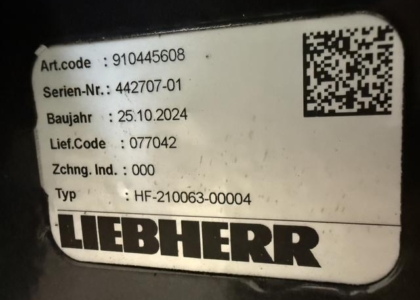 Art.code : 910445608
Serien-Nr.: 442707-01
Baujahr : 25.10.2024
Lief.Code : 077042
Zchng. Ind. : 000
Typ : HF-210063-00004
LIEBHERR